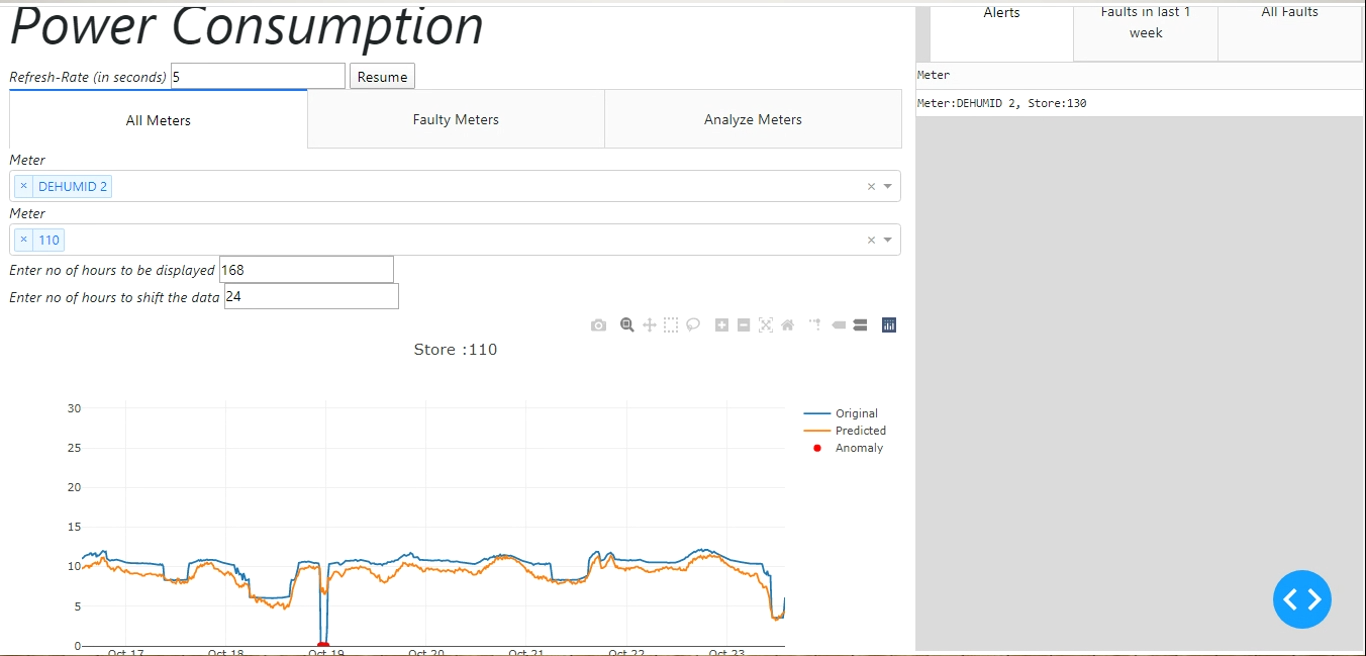 Power Consumption
Refresh-Rate (in seconds) 5 Resume
All Meters Faulty Meters Analyze Meters
Meter
× DEHUMID 2
Meter
× 110
Enter no of hours to be displayed 168
Enter no of hours to shift the data 24
Store :110
30
25
20
15
10
5
0
Oct 17 Oct 18 Oct 19 Oct 20 Oct 21 Oct 22 Oct 23
Original
Predicted
Anomaly
Alerts
Faults in last 1
week
All Faults
Meter
Meter:DEHUMID 2, Store:130